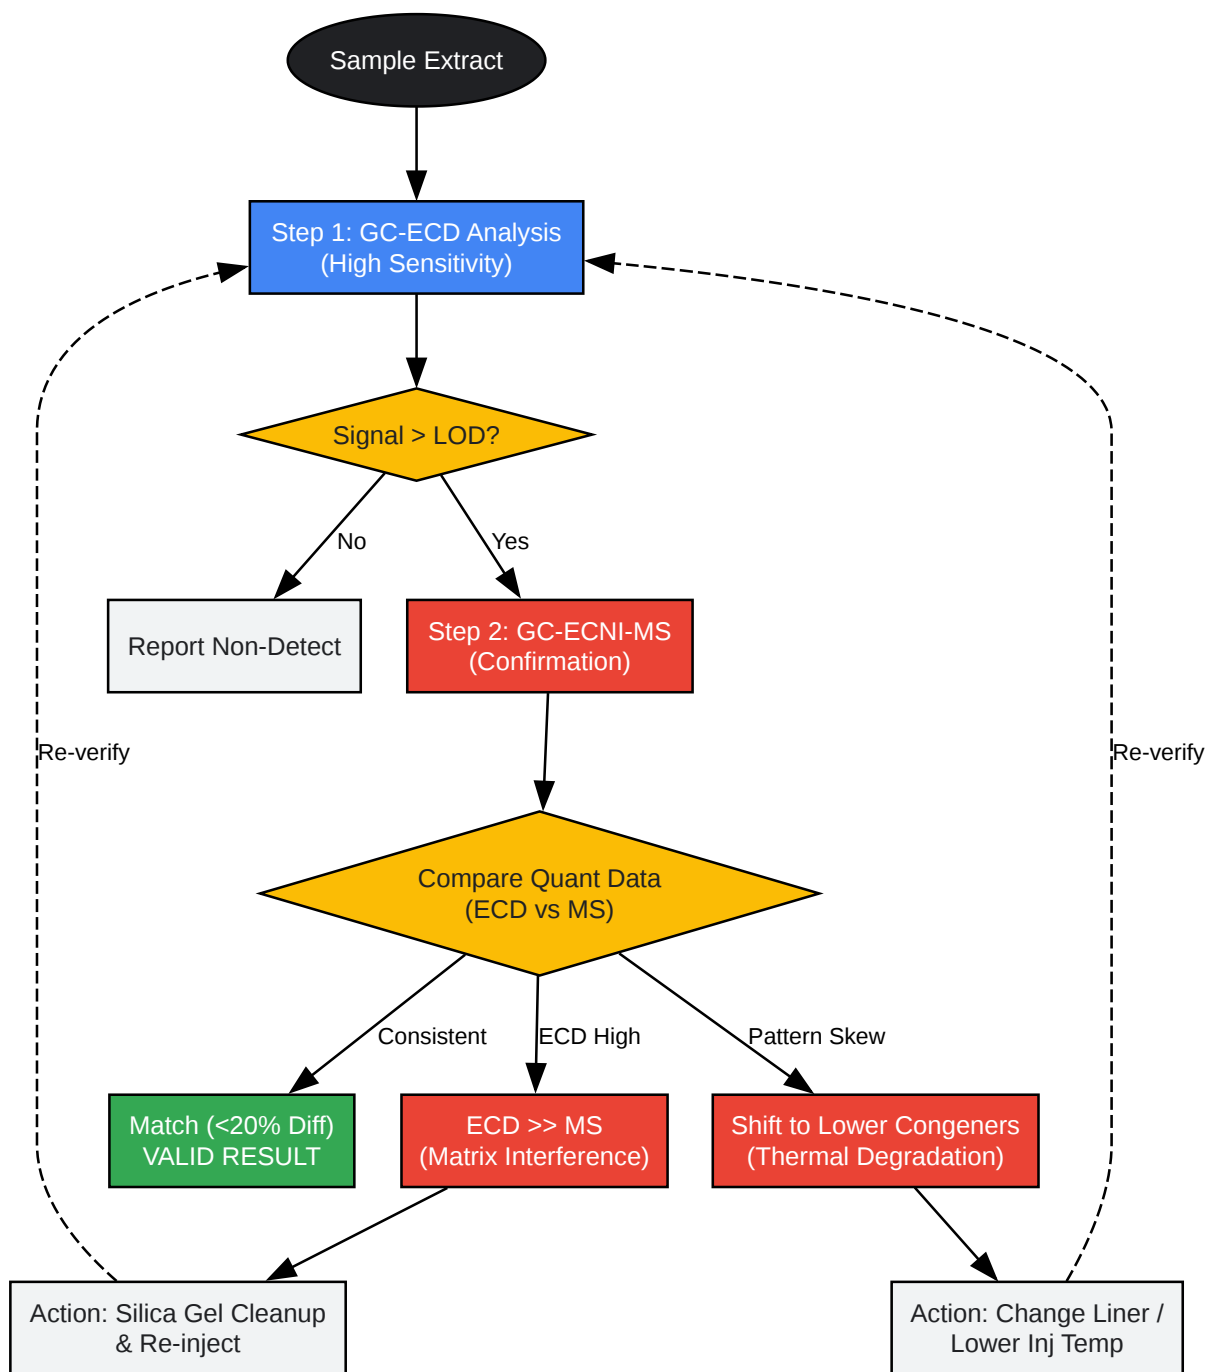 Sample Extract
Step 1: GC-ECD Analysis
(High Sensitivity)
Signal > LOD?
No
Yes
Report Non-Detect
Step 2: GC-ECNI-MS
(Confirmation)
Re-verify
Re-verify
Compare Quant Data
(ECD vs MS)
Consistent
ECD High
Pattern Skew
Match (<20% Diff)
VALID RESULT
ECD >> MS
(Matrix Interference)
Shift to Lower Congeners
(Thermal Degradation)
Action: Silica Gel Cleanup
& Re-inject
Action: Change Liner /
Lower Inj Temp